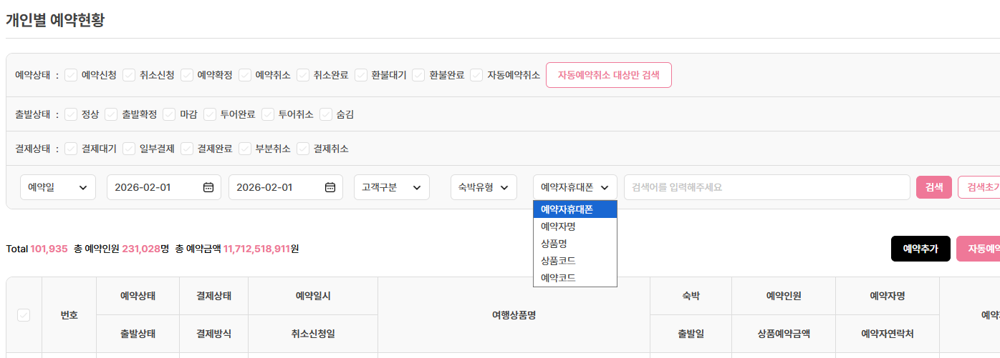 개인별 예약현황
예약상태 : 예약신청 취소신청 예약확정 예약취소 취소완료 환불대기 환불완료 자동예약취소 자동예약취소 대상만 검색
출발상태 : 정상 출발확정 마감 투어완료 투어취소 숨김
결제상태 : 결제대기 일부결제 결제완료 부분취소 결제취소
예약일 2026-02-01 2026-02-01 고객구분 숙박유형 예약자휴대폰 검색어를 입력해주세요 검색 검색초기
예약자휴대폰
예약자명
상품명
상품코드
예약코드
Total 101,935 총 예약인원 231,028명 총 예약금액 11,712,518,911원 예약추가 자동예약
번호 예약상태 결제상태 예약일시 여행상품명 숙박 예약인원 예약자명 예약
출발상태 결제방식 취소신청일 출발일 상품예약금액 예약자연락처